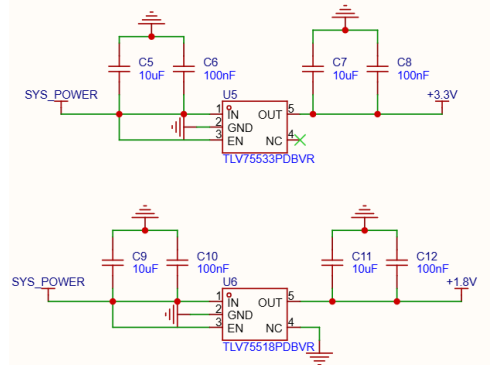 C5 C6 C7 C8
10uF 100nF 10uF 100nF
SYS_POWER U5 +3.3V
1 IN OUT 5
2 GND
3 EN NC 4
TLV75533PDBVR
C9 C10 C11 C12
10uF 100nF 10uF 100nF
SYS_POWER U6 +1.8V
1 IN OUT 5
2 GND
3 EN NC 4
TLV75518PDBVR